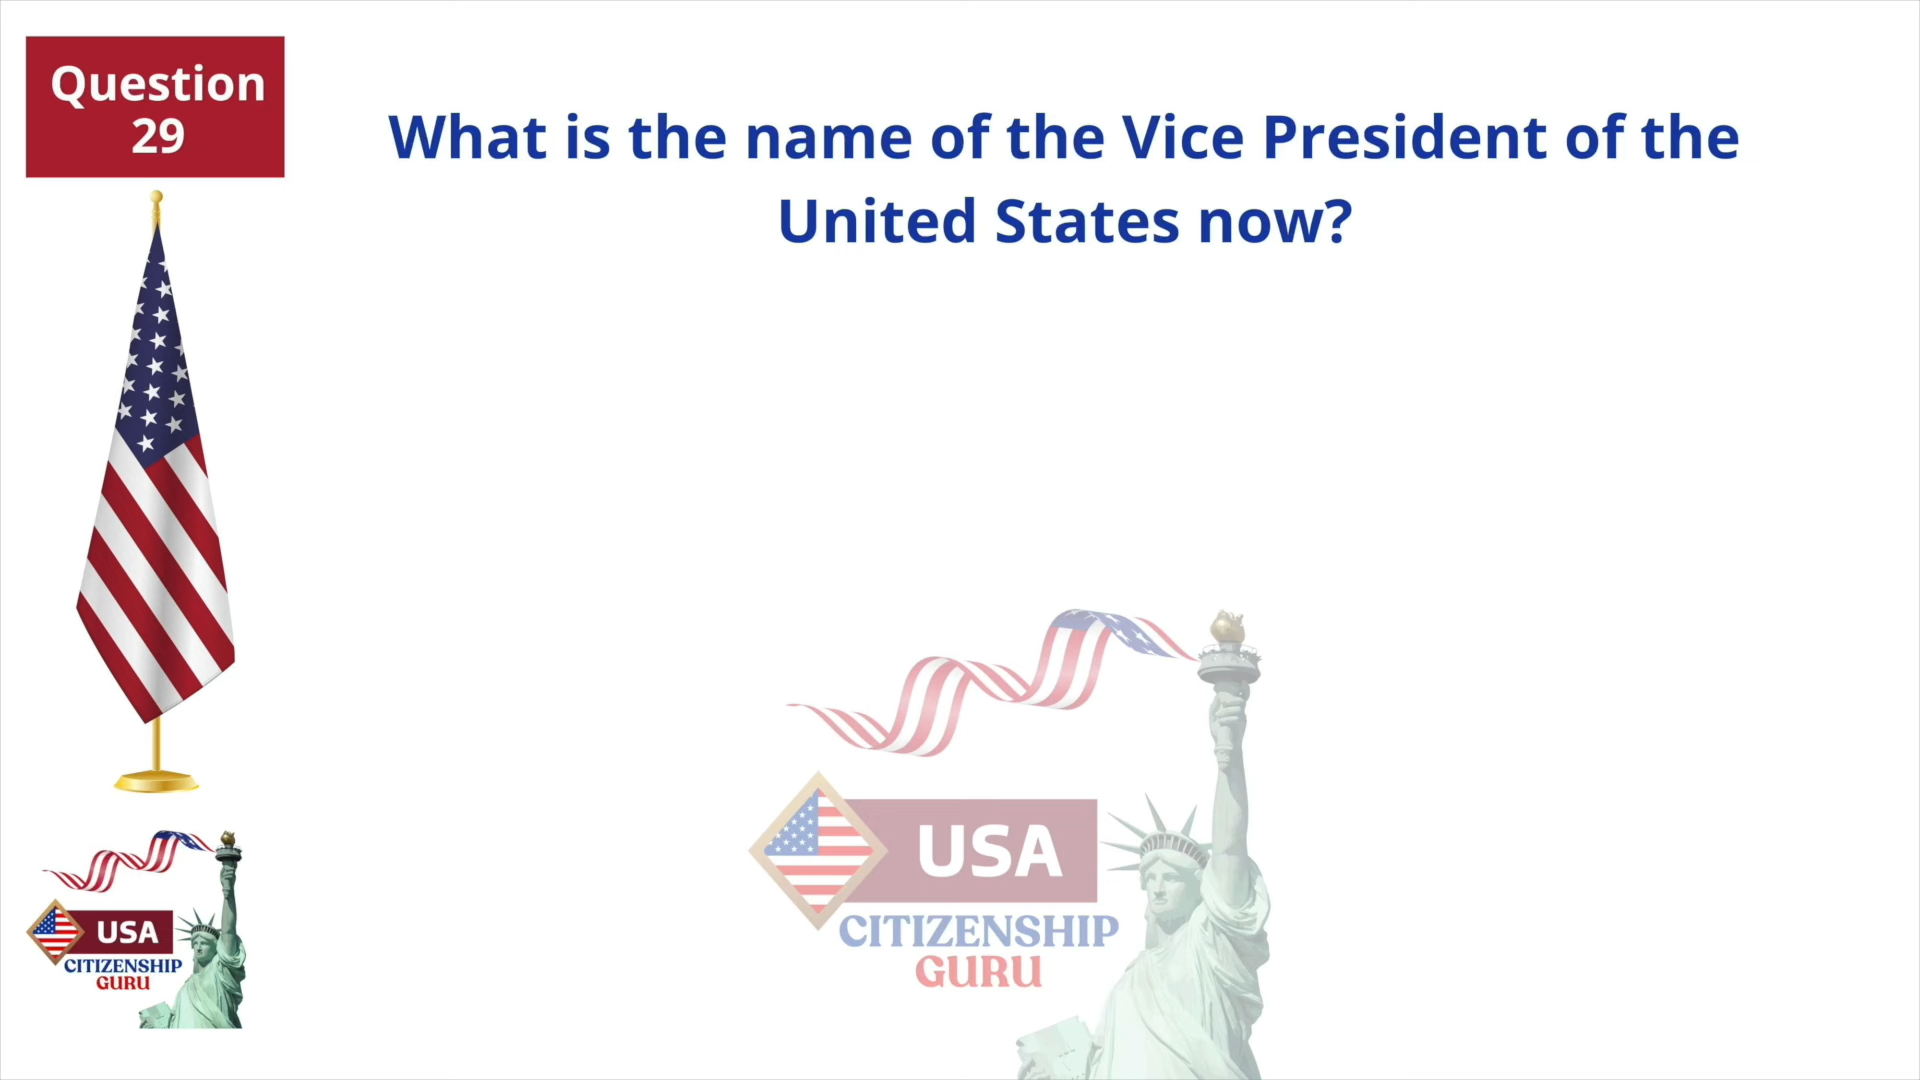 Question
29
What is the name of the Vice President of the
United States now?
USA
CITIZENSHIP
GURU
USA
CITIZENSHIP
GURU